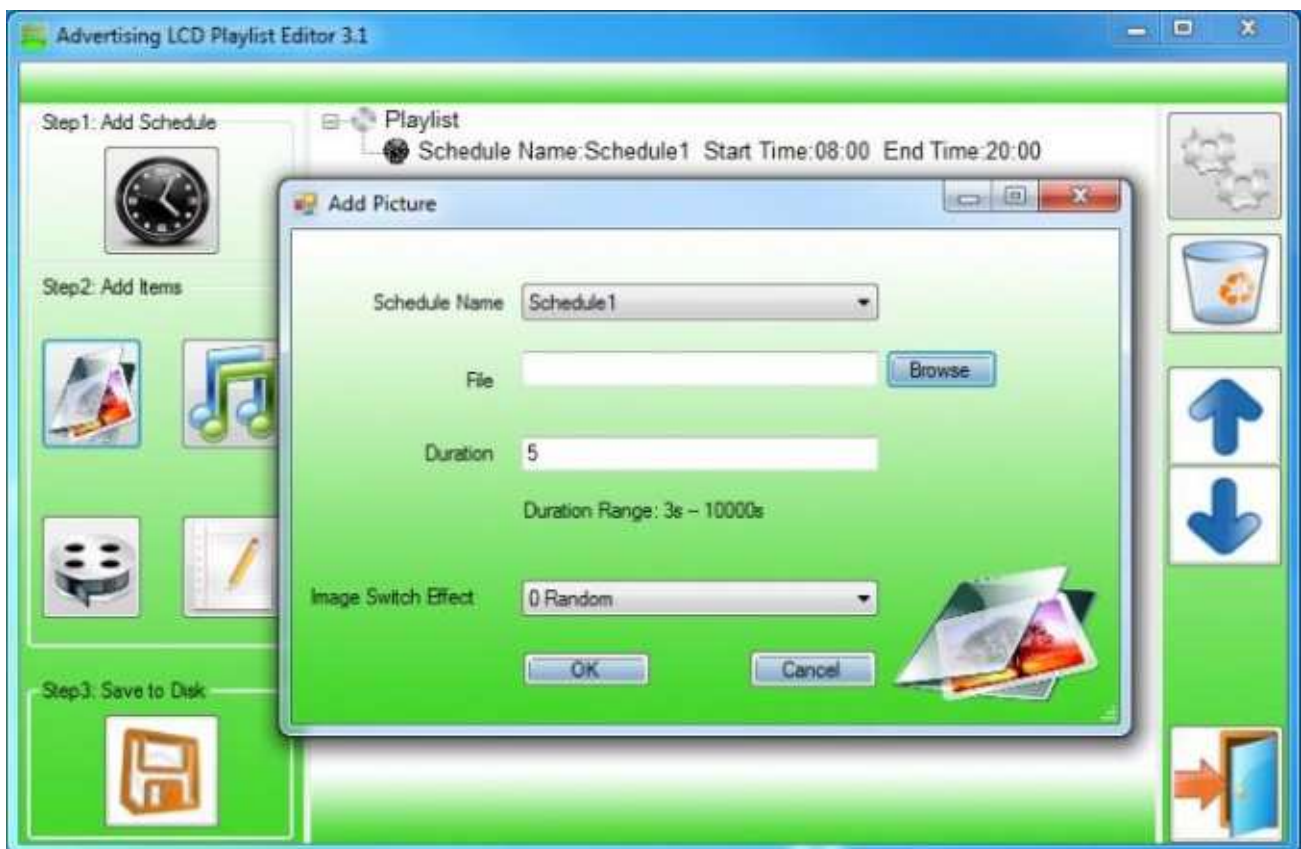 Advertising LCD Playlist Editor 3.1
Step1: Add Schedule
Playlist
Schedule Name:Schedule1 Start Time:08:00 End Time:20:00
Add Picture
Step2: Add Items
Schedule Name Schedule1
File Browse
Duration 5
Duration Range: 3s – 10000s
Image Switch Effect 0 Random
OK Cancel
Step3: Save to Disk